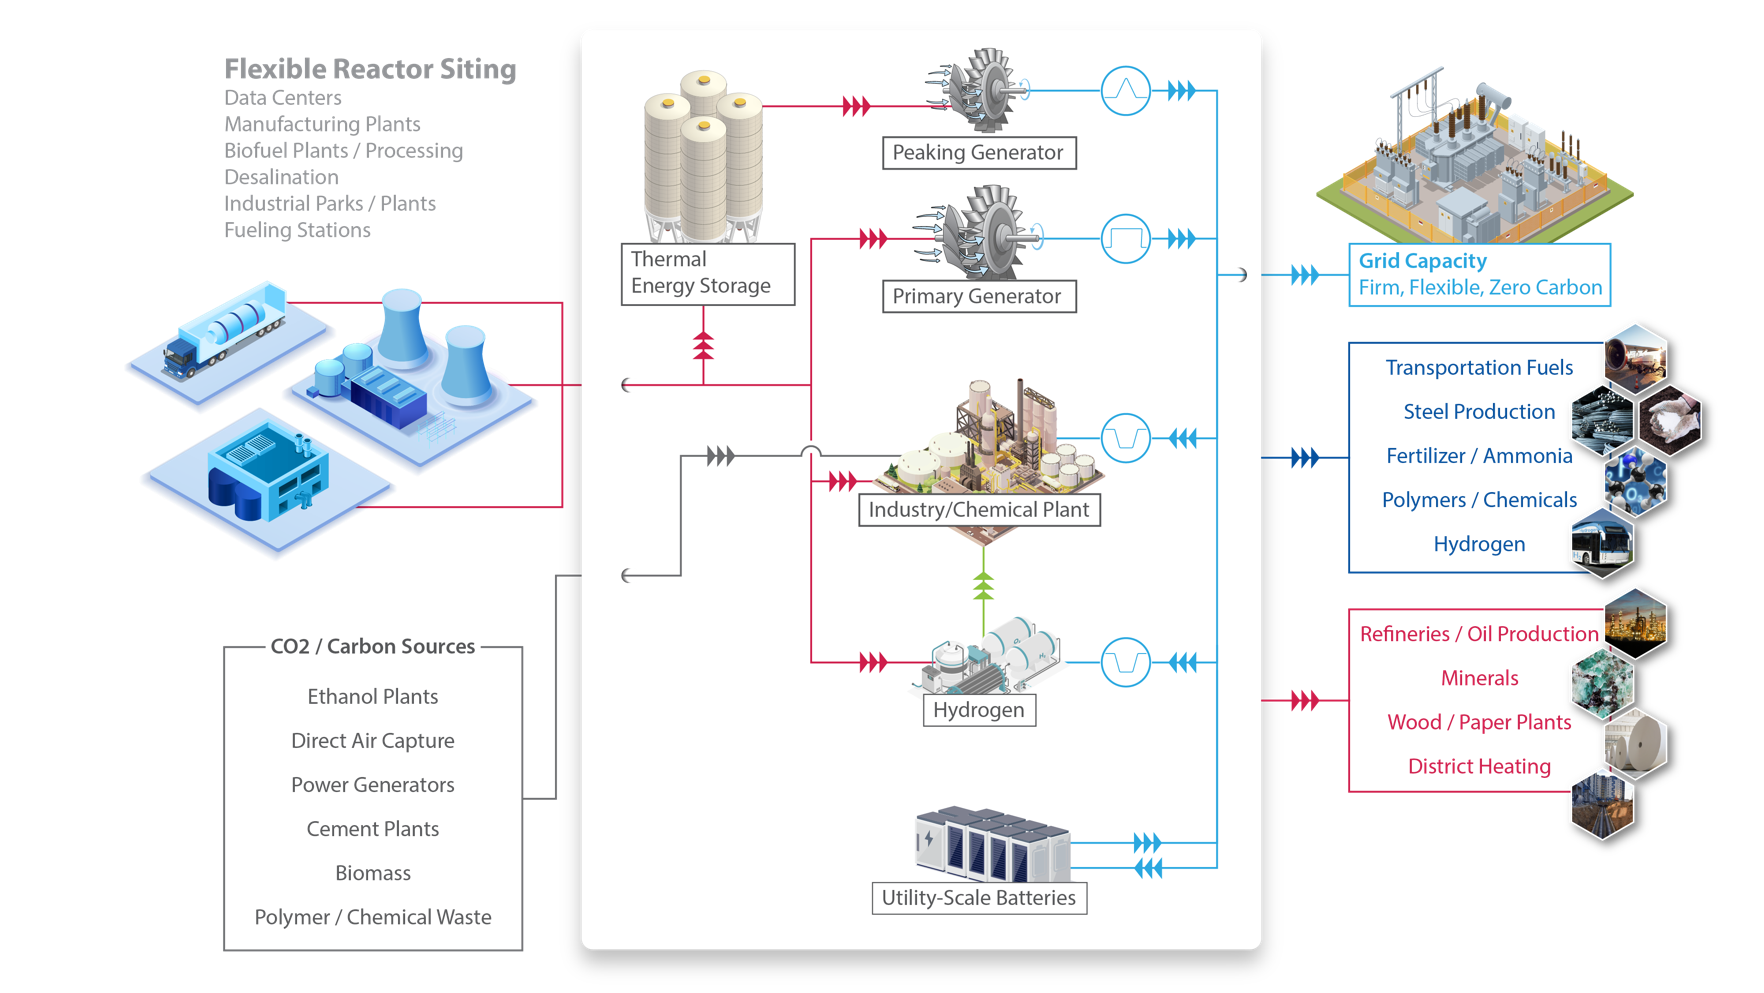 Flexible Reactor Siting
Data Centers
Manufacturing Plants
Biofuel Plants / Processing
Desalination
Industrial Parks / Plants
Fueling Stations
CO2 / Carbon Sources
Ethanol Plants
Direct Air Capture
Power Generators
Cement Plants
Biomass
Polymer / Chemical Waste
Thermal
Energy Storage
Peaking Generator
Primary Generator
Industry/Chemical Plant
Hydrogen
Utility-Scale Batteries
Grid Capacity
Firm, Flexible, Zero Carbon
Transportation Fuels
Steel Production
Fertilizer / Ammonia
Polymers / Chemicals
Hydrogen
Refineries / Oil Production
Minerals
Wood / Paper Plants
District Heating